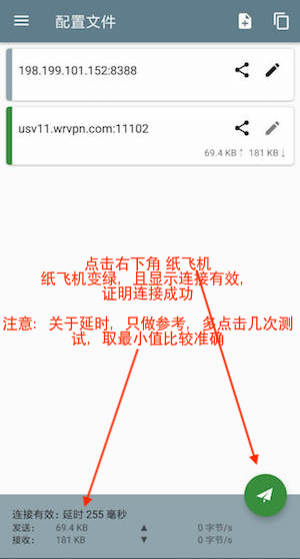 配置文件
198.199.101.152:8388
usv11.wrvpn.com:11102
69.4 KB↑ 181 KB↓
点击右下角 纸飞机
纸飞机变绿，且显示连接有效，
证明连接成功
注意：关于延时，只做参考，多点击几次测
试，取最小值比较准确
连接有效：延时 255 毫秒
发送： 69.4 KB ▲ 0 字节/s
接收： 181 KB ▼ 0 字节/s